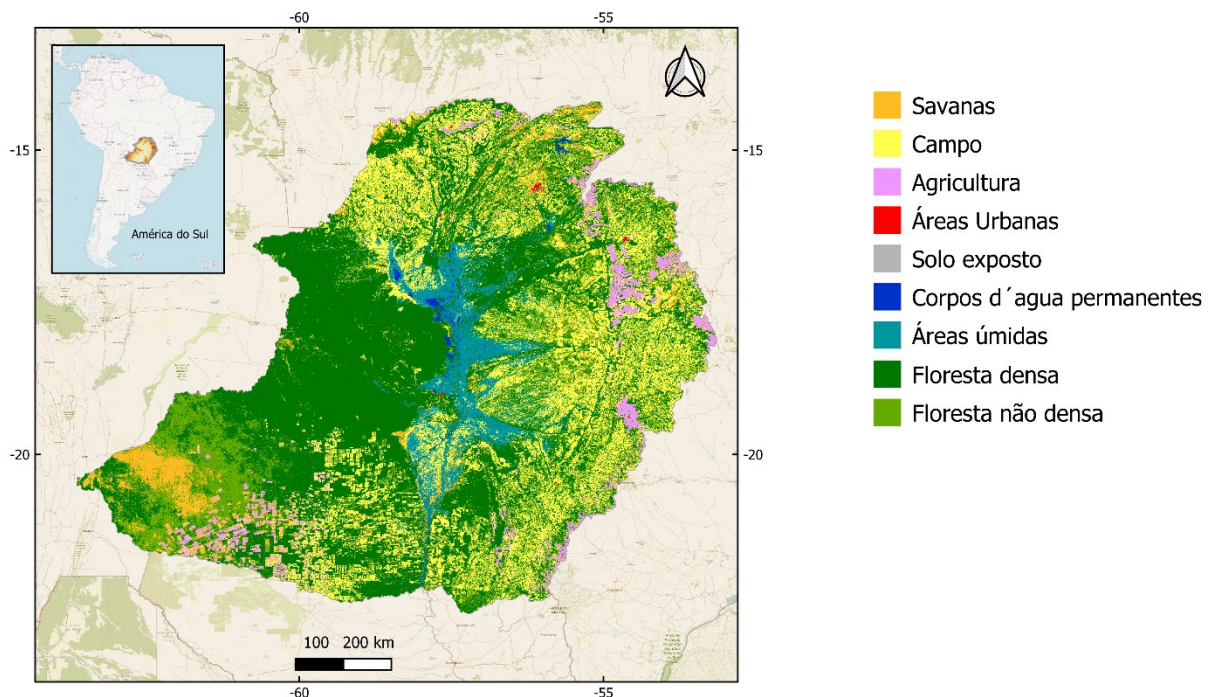 -60
-55
-15
-15
América do Sul
-20
-20
100 200 km
-60
-55
Savanas
Campo
Agricultura
Áreas Urbanas
Solo exposto
Corpos d´agua permanentes
Áreas úmidas
Floresta densa
Floresta não densa